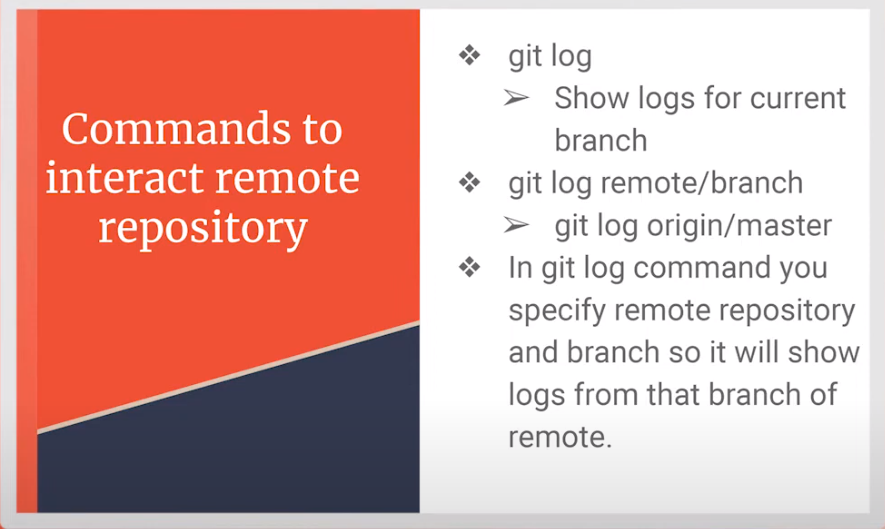 Commands to
interact remote
repository
❖ git log
➢ Show logs for current
branch
❖ git log remote/branch
➢ git log origin/master
❖ In git log command you
specify remote repository
and branch so it will show
logs from that branch of
remote.